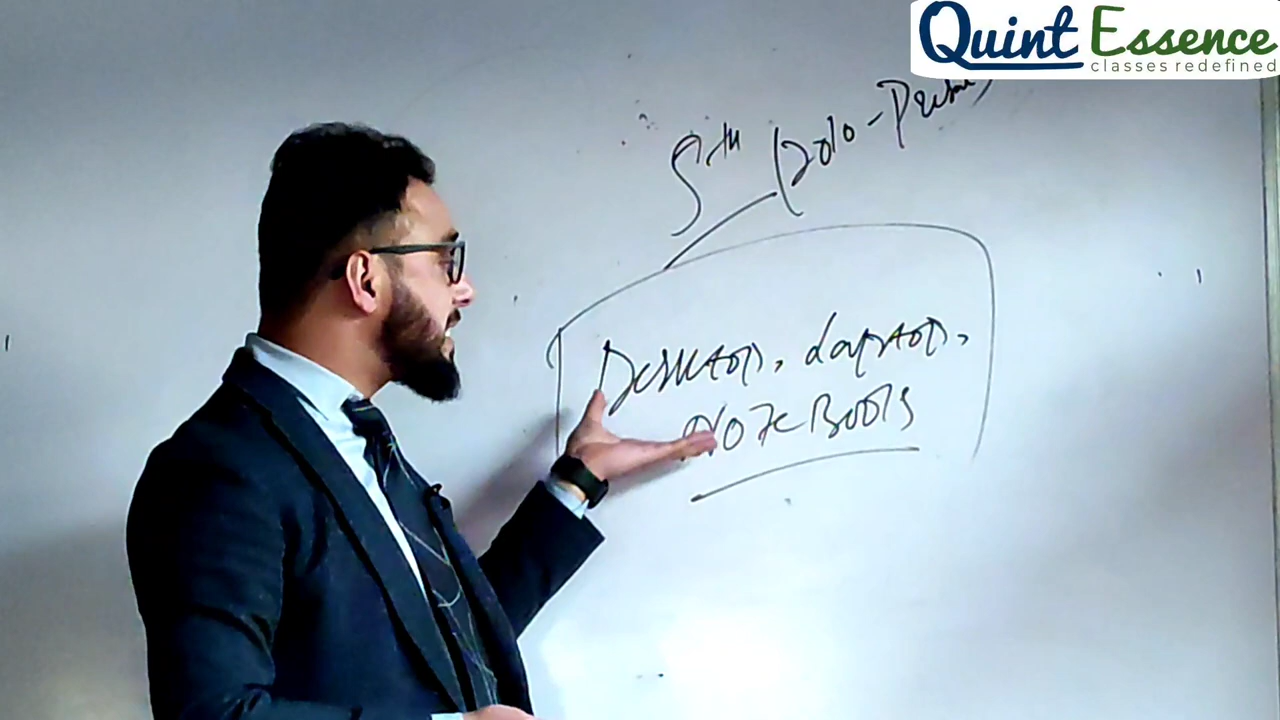 Quint Essence
classes redefined
5th (2010 - Present)
Desktop, Laptop,
NoteBooks